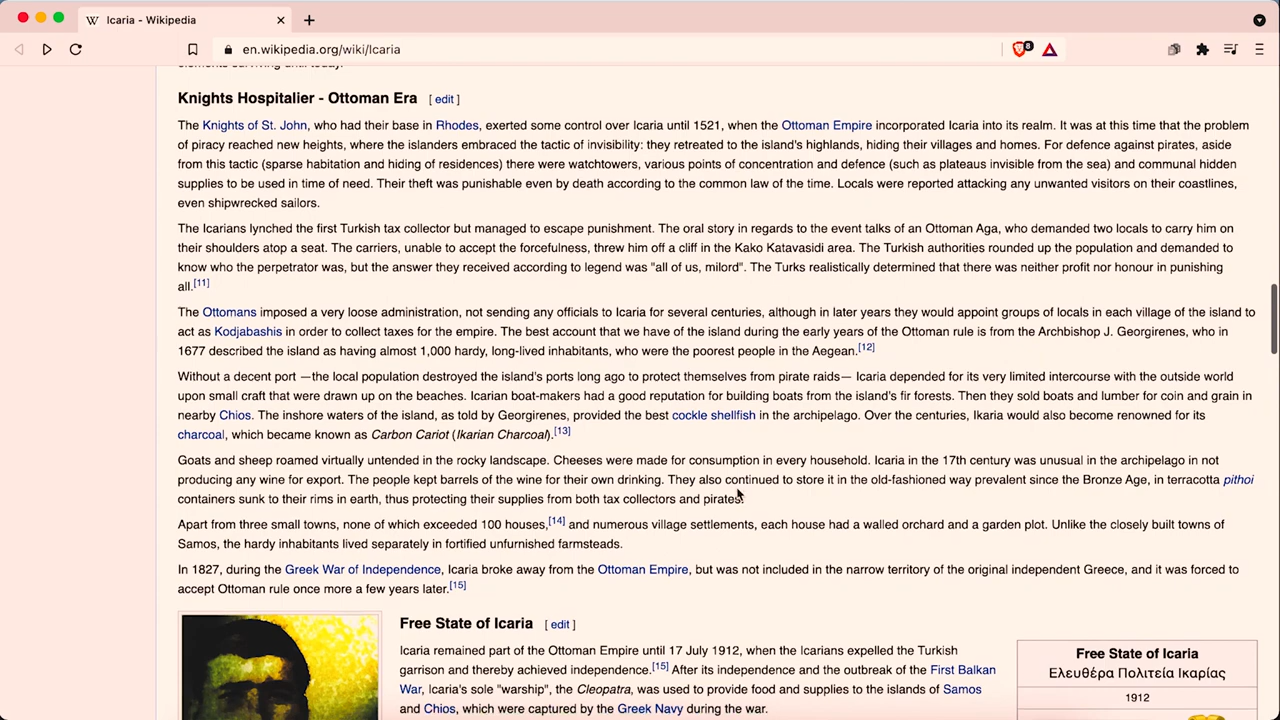 Icaria - Wikipedia
en.wikipedia.org/wiki/Icaria
8
elements surviving until today.
Knights Hospitalier - Ottoman Era [ edit ]
The Knights of St. John, who had their base in Rhodes, exerted some control over Icaria until 1521, when the Ottoman Empire incorporated Icaria into its realm. It was at this time that the problem
of piracy reached new heights, where the islanders embraced the tactic of invisibility: they retreated to the island's highlands, hiding their villages and homes. For defence against pirates, aside
from this tactic (sparse habitation and hiding of residences) there were watchtowers, various points of concentration and defence (such as plateaus invisible from the sea) and communal hidden
supplies to be used in time of need. Their theft was punishable even by death according to the common law of the time. Locals were reported attacking any unwanted visitors on their coastlines,
even shipwrecked sailors.
The Icarians lynched the first Turkish tax collector but managed to escape punishment. The oral story in regards to the event talks of an Ottoman Aga, who demanded two locals to carry him on
their shoulders atop a seat. The carriers, unable to accept the forcefulness, threw him off a cliff in the Kako Katavasidi area. The Turkish authorities rounded up the population and demanded to
know who the perpetrator was, but the answer they received according to legend was "all of us, milord". The Turks realistically determined that there was neither profit nor honour in punishing
all.[11]
The Ottomans imposed a very loose administration, not sending any officials to Icaria for several centuries, although in later years they would appoint groups of locals in each village of the island to
act as Kodjabashis in order to collect taxes for the empire. The best account that we have of the island during the early years of the Ottoman rule is from the Archbishop J. Georgirenes, who in
1677 described the island as having almost 1,000 hardy, long-lived inhabitants, who were the poorest people in the Aegean.[12]
Without a decent port —the local population destroyed the island's ports long ago to protect themselves from pirate raids— Icaria depended for its very limited intercourse with the outside world
upon small craft that were drawn up on the beaches. Icarian boat-makers had a good reputation for building boats from the island's fir forests. Then they sold boats and lumber for coin and grain in
nearby Chios. The inshore waters of the island, as told by Georgirenes, provided the best cockle shellfish in the archipelago. Over the centuries, Ikaria would also become renowned for its
charcoal, which became known as Carbon Cariot (Ikarian Charcoal).[13]
Goats and sheep roamed virtually untended in the rocky landscape. Cheeses were made for consumption in every household. Icaria in the 17th century was unusual in the archipelago in not
producing any wine for export. The people kept barrels of the wine for their own drinking. They also continued to store it in the old-fashioned way prevalent since the Bronze Age, in terracotta pithoi
containers sunk to their rims in earth, thus protecting their supplies from both tax collectors and pirates.
Apart from three small towns, none of which exceeded 100 houses,[14] and numerous village settlements, each house had a walled orchard and a garden plot. Unlike the closely built towns of
Samos, the hardy inhabitants lived separately in fortified unfurnished farmsteads.
In 1827, during the Greek War of Independence, Icaria broke away from the Ottoman Empire, but was not included in the narrow territory of the original independent Greece, and it was forced to
accept Ottoman rule once more a few years later.[15]
Free State of Icaria [ edit ]
Icaria remained part of the Ottoman Empire until 17 July 1912, when the Icarians expelled the Turkish
garrison and thereby achieved independence.[15] After its independence and the outbreak of the First Balkan
War, Icaria's sole "warship", the Cleopatra, was used to provide food and supplies to the islands of Samos
and Chios, which were captured by the Greek Navy during the war.
Free State of Icaria
Ελευθέρα Πολιτεία Ικαρίας
1912